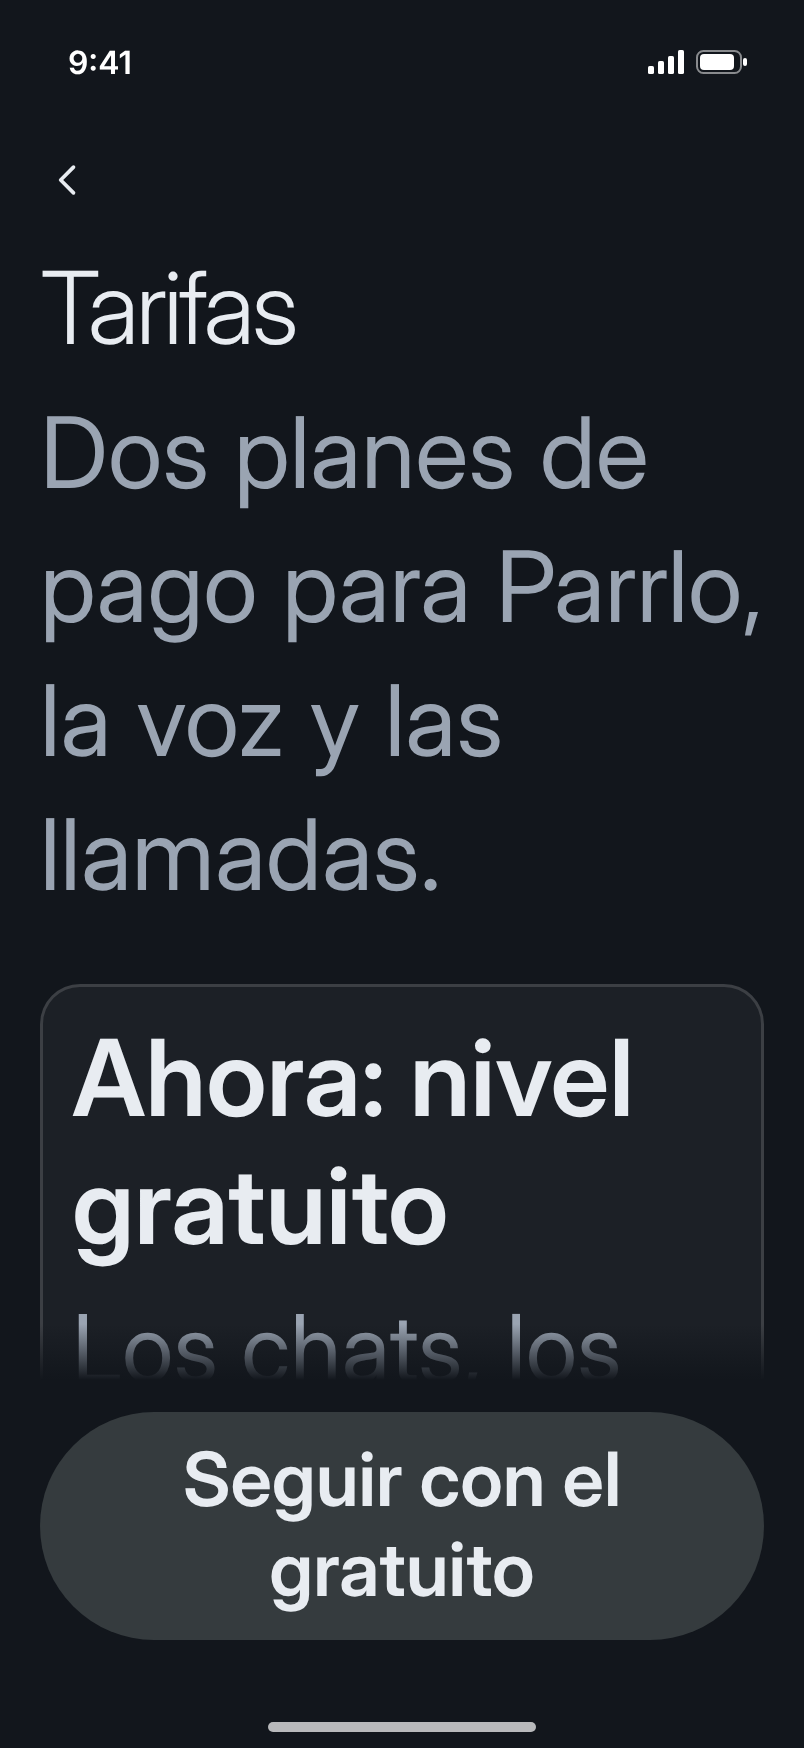 9:41
Tarifas
Dos planes de
pago para Parrlo,
la voz y las
llamadas.
Ahora: nivel
gratuito
Los chats, los
Seguir con el
gratuito